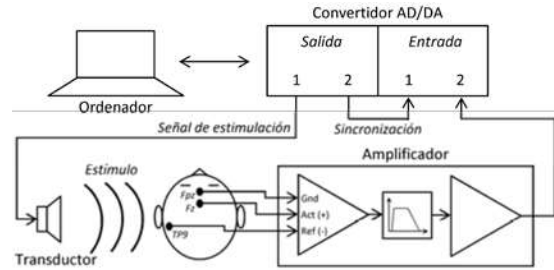 Convertidor AD/DA
Salida Entrada
1 2 1 2
Ordenador
Señal de estimulación
Sincronización
Amplificador
Estímulo
Fpz
Fz
TP9
Gnd
Act (+)
Ref (-)
Transductor